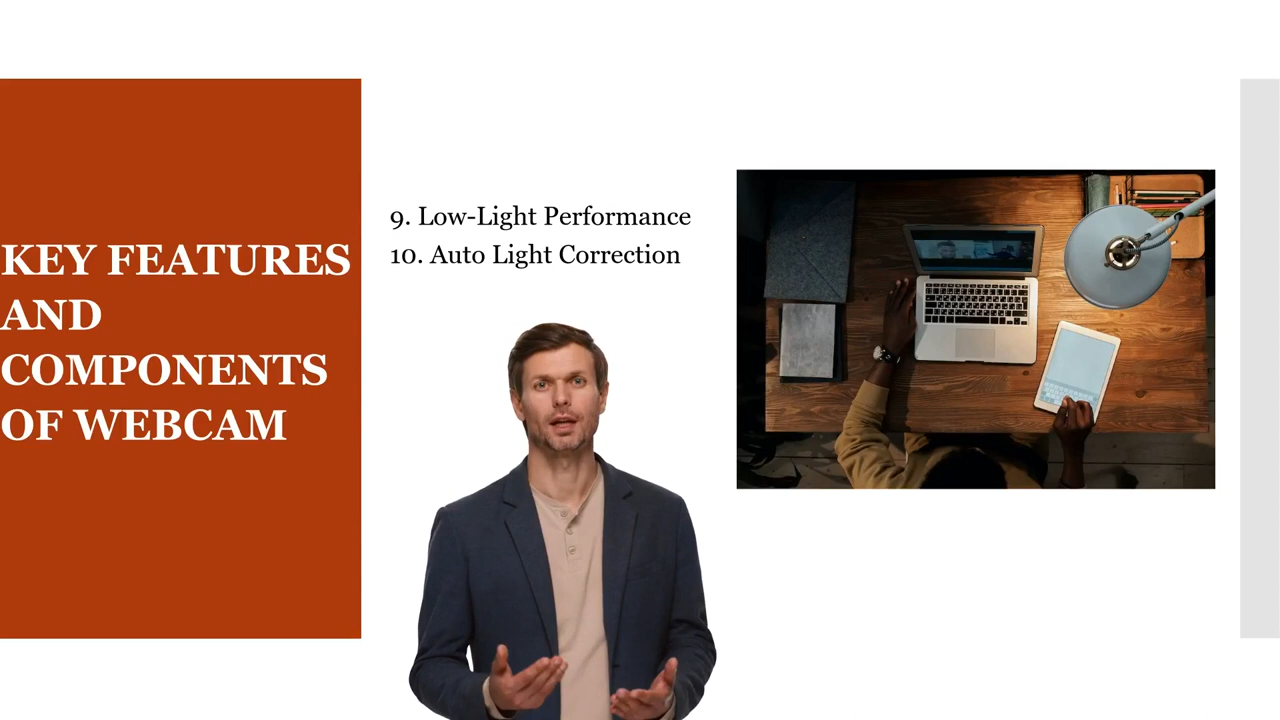 KEY FEATURES
AND
COMPONENTS
OF WEBCAM
9. Low-Light Performance
10. Auto Light Correction